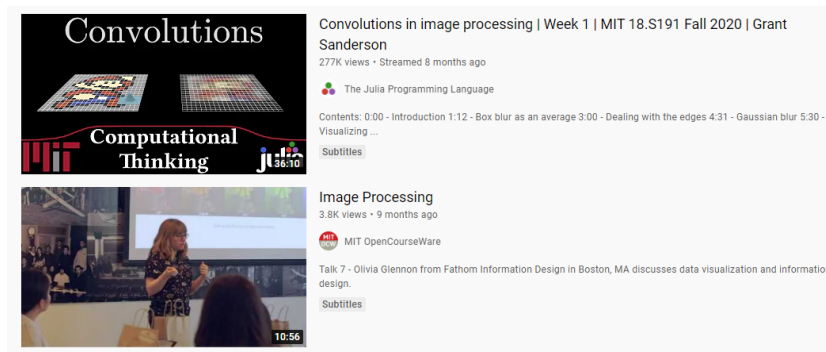 Convolutions
Computational
Thinking
MIT
julia
36:10
Convolutions in image processing | Week 1 | MIT 18.S191 Fall 2020 | Grant
Sanderson
277K views • Streamed 8 months ago
The Julia Programming Language
Contents: 0:00 - Introduction 1:12 - Box blur as an average 3:00 - Dealing with the edges 4:31 - Gaussian blur 5:30 -
Visualizing ...
Subtitles
10:56
Image Processing
3.8K views • 9 months ago
MIT
OCW
MIT OpenCourseWare
Talk 7 - Olivia Glennon from Fathom Information Design in Boston, MA discusses data visualization and informatio
design.
Subtitles